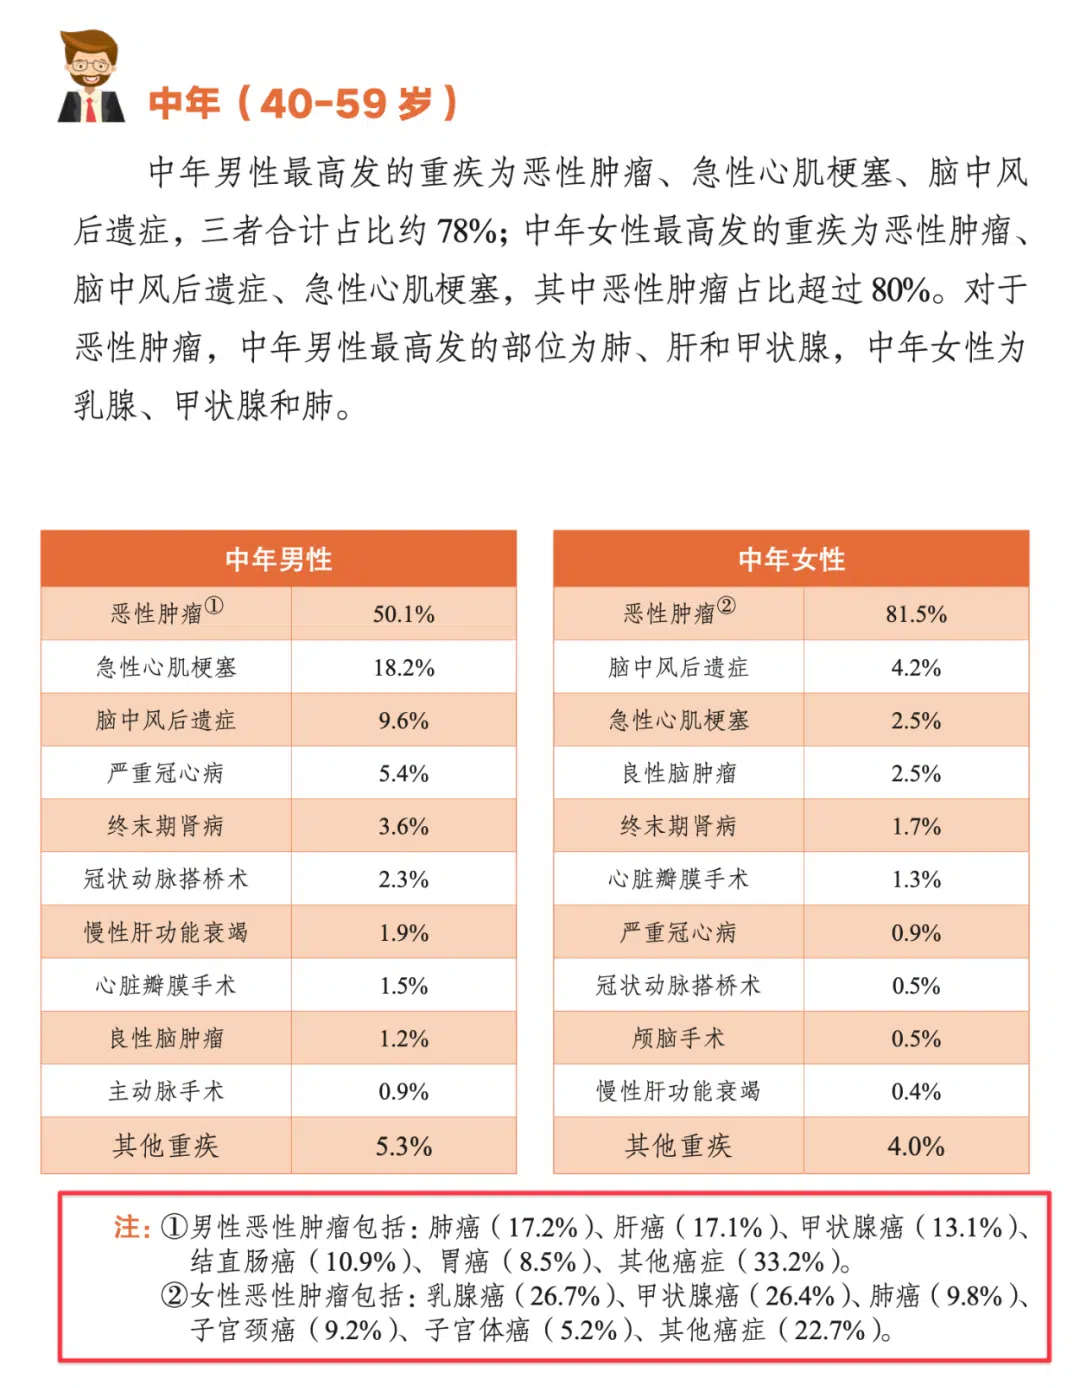 中年（40-59 岁）
中年男性最高发的重疾为恶性肿瘤、急性心肌梗塞、脑中风
后遗症，三者合计占比约 78%；中年女性最高发的重疾为恶性肿瘤、
脑中风后遗症、急性心肌梗塞，其中恶性肿瘤占比超过 80%。对于
恶性肿瘤，中年男性最高发的部位为肺、肝和甲状腺，中年女性为
乳腺、甲状腺和肺。
中年男性
恶性肿瘤① 50.1%
急性心肌梗塞 18.2%
脑中风后遗症 9.6%
严重冠心病 5.4%
终末期肾病 3.6%
冠状动脉搭桥术 2.3%
慢性肝功能衰竭 1.9%
心脏瓣膜手术 1.5%
良性脑肿瘤 1.2%
主动脉手术 0.9%
其他重疾 5.3%
中年女性
恶性肿瘤② 81.5%
脑中风后遗症 4.2%
急性心肌梗塞 2.5%
良性脑肿瘤 2.5%
终末期肾病 1.7%
心脏瓣膜手术 1.3%
严重冠心病 0.9%
冠状动脉搭桥术 0.5%
颅脑手术 0.5%
慢性肝功能衰竭 0.4%
其他重疾 4.0%
注：①男性恶性肿瘤包括：肺癌（17.2%）、肝癌（17.1%）、甲状腺癌（13.1%）、
结直肠癌（10.9%）、胃癌（8.5%）、其他癌症（33.2%）。
②女性恶性肿瘤包括：乳腺癌（26.7%）、甲状腺癌（26.4%）、肺癌（9.8%）、
子宫颈癌（9.2%）、子宫体癌（5.2%）、其他癌症（22.7%）。